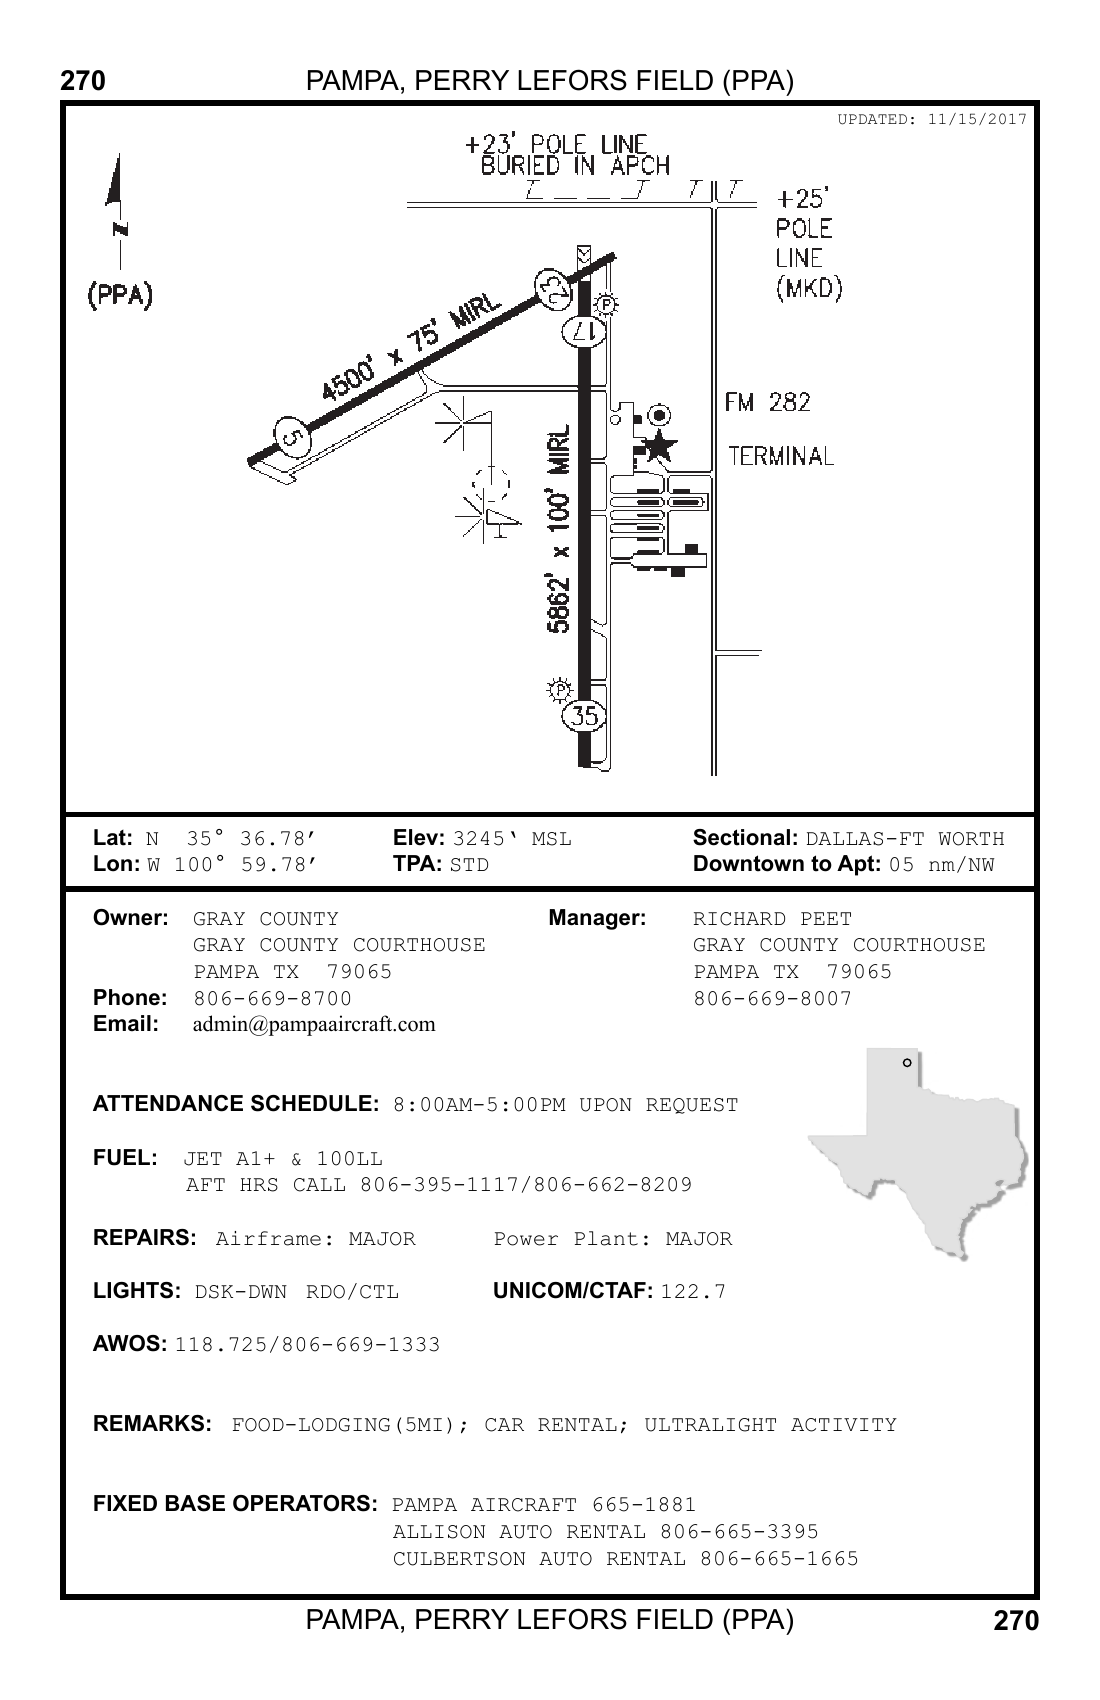 270 PAMPA, PERRY LEFORS FIELD (PPA)
UPDATED: 11/15/2017
+23' POLE LINE
BURIED IN APCH
+25'
POLE
LINE
(MKD)
N
(PPA)
23
P
17
4500' x 75' MIRL
5
FM 282
TERMINAL
5862' x 100' MIRL
P
35
Lat: N 35° 36.78’ Elev: 3245‘ MSL Sectional: DALLAS-FT WORTH
Lon: W 100° 59.78’ TPA: STD Downtown to Apt: 05 nm/NW
Owner: GRAY COUNTY Manager: RICHARD PEET
GRAY COUNTY COURTHOUSE GRAY COUNTY COURTHOUSE
PAMPA TX 79065 PAMPA TX 79065
Phone: 806-669-8700 806-669-8007
Email: admin@pampaaircraft.com
ATTENDANCE SCHEDULE: 8:00AM-5:00PM UPON REQUEST
FUEL: JET A1+ & 100LL
AFT HRS CALL 806-395-1117/806-662-8209
REPAIRS: Airframe: MAJOR Power Plant: MAJOR
LIGHTS: DSK-DWN RDO/CTL UNICOM/CTAF: 122.7
AWOS: 118.725/806-669-1333
REMARKS: FOOD-LODGING(5MI); CAR RENTAL; ULTRALIGHT ACTIVITY
FIXED BASE OPERATORS: PAMPA AIRCRAFT 665-1881
ALLISON AUTO RENTAL 806-665-3395
CULBERTSON AUTO RENTAL 806-665-1665
PAMPA, PERRY LEFORS FIELD (PPA) 270